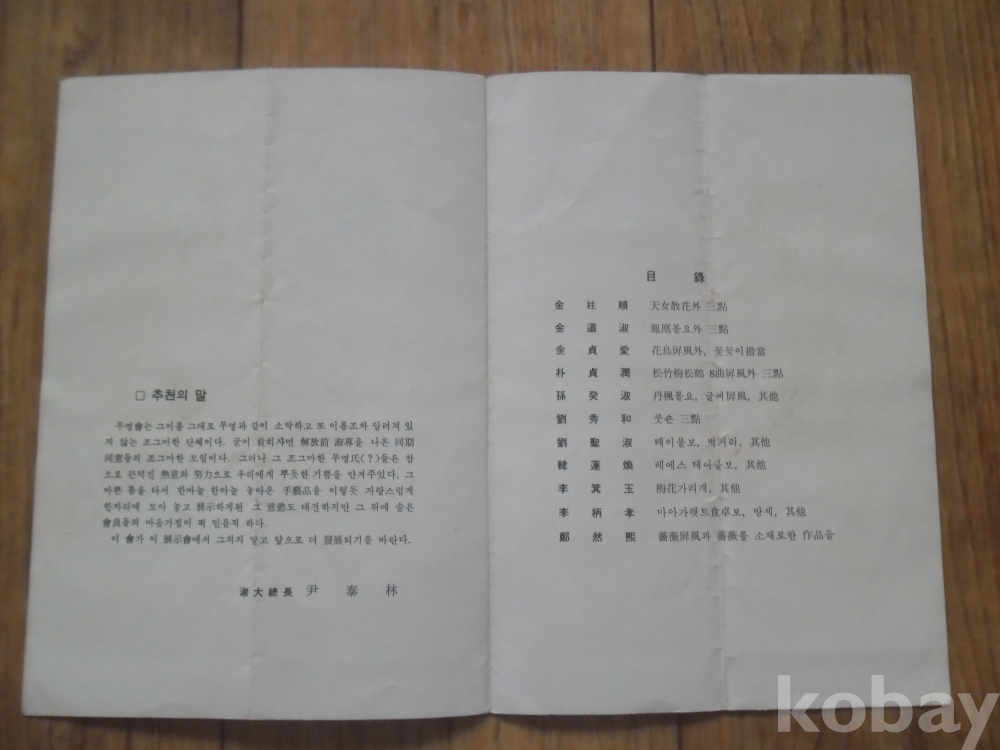 □ 추천의 말
무명會는 그이름 그대로 무명과 같이 소박하고 또 이름조차 알려져 있
지 않는 조그마한 단체이다. 굳이 밝히자면 解放前 淑專을 나온 同期
同窓들의 조그마한 모임이다. 그러나 그 조그마한 무명氏(?)들은 참
으로 끈덕진 熱意와 努力으로 우리에게 뿌듯한 기쁨을 안겨주었다. 그
바쁜 틈을 타서 한바늘 한바늘 놓아온 手藝品을 이렇듯 자랑스럽게
한자리에 모아 놓고 展示하게된 그 意慾도 대견하지만 그 뒤에 숨은
會員들의 마음가짐이 퍽 믿음직 하다.
이 會가 이 展示會에서 그치지 말고 앞으로 더 發展되기를 바란다.
淑大總長 尹泰林
目錄
金柱順 天女散花外 三點
金道淑 鳳凰볼요外 三點
金貞愛 花鳥屛風外, 꽃꽂이擔當
朴貞潤 松竹梅松鶴 8曲屛風外 三點
孫癸淑 丹楓볼요, 글씨屛風, 其他
劉秀和 쿳숀 三點
劉聖淑 테이블보, 벽거리, 其他
韓蓮煥 레에스 테이블보, 其他
李箕玉 梅花가리개, 其他
李柄孝 마아가렛트食卓보, 방세, 其他
鄭然熙 薔薇屛風과 薔薇를 소재로한 作品들
kobay